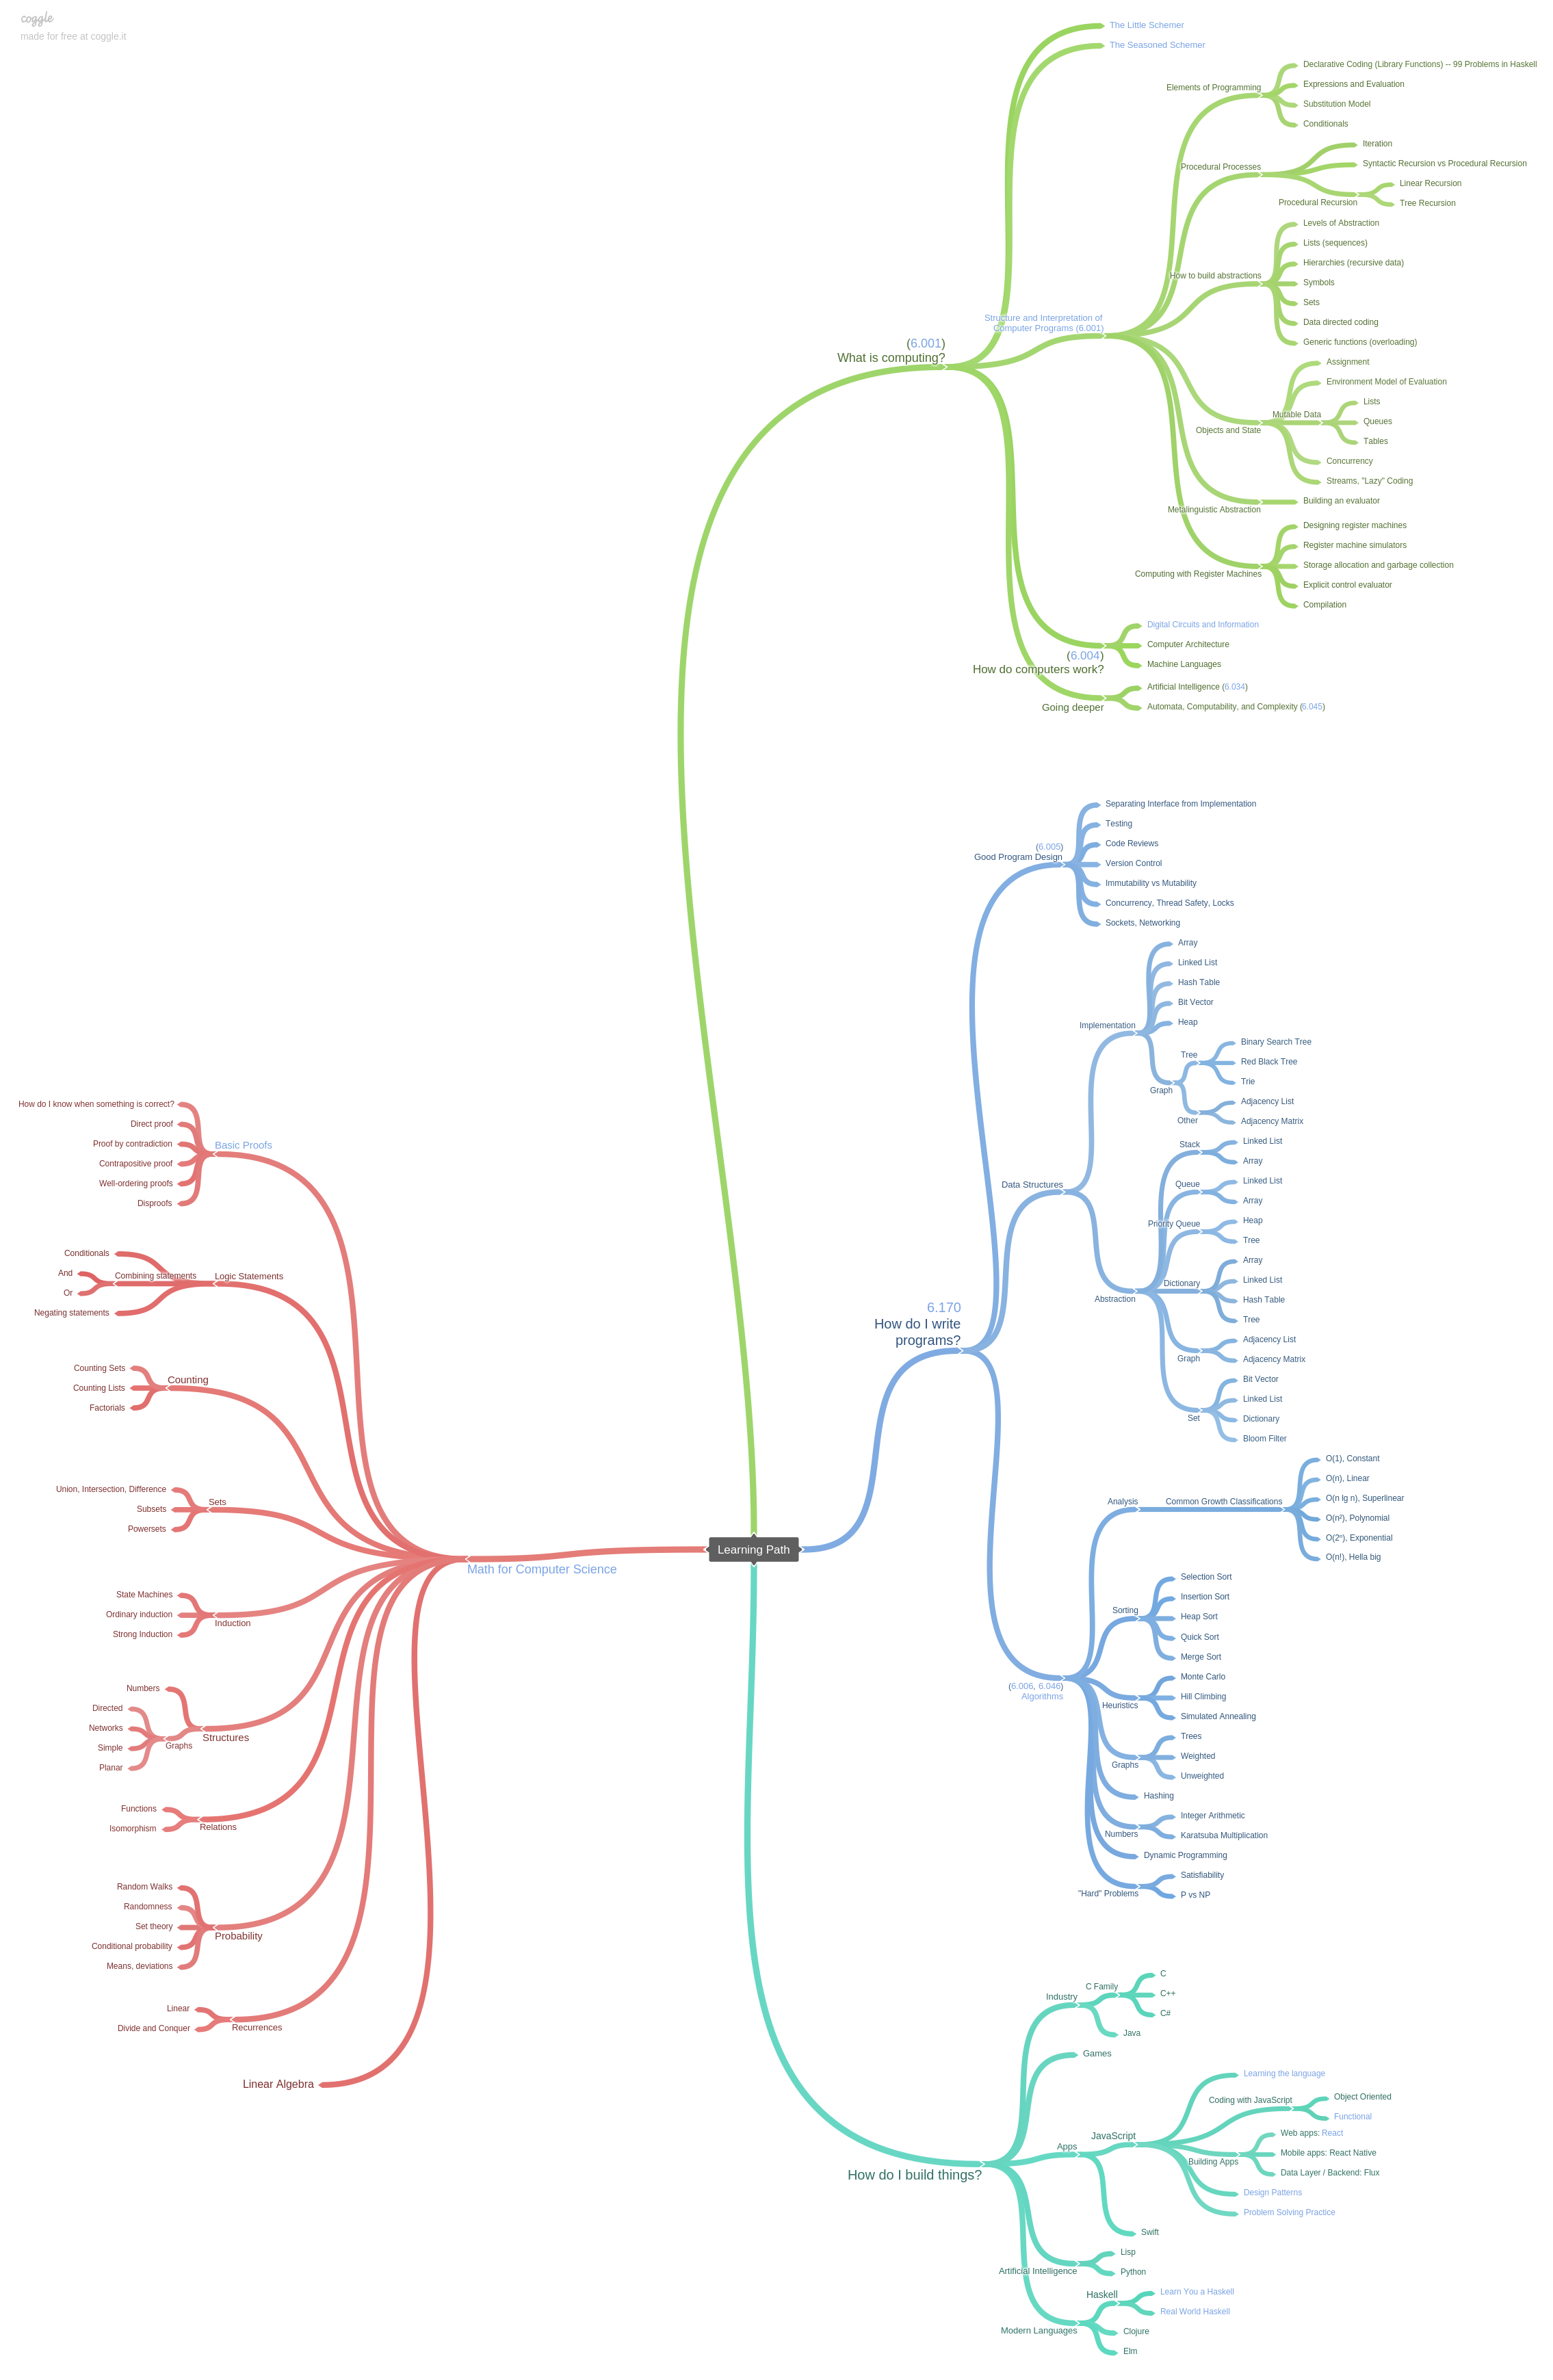 coggle
made for free at coggle.it
Learning Path
(6.001)
What is computing?
The Little Schemer
The Seasoned Schemer
Structure and Interpretation of
Computer Programs (6.001)
Elements of Programming
Declarative Coding (Library Functions) -- 99 Problems in Haskell
Expressions and Evaluation
Substitution Model
Conditionals
Procedural Processes
Iteration
Syntactic Recursion vs Procedural Recursion
Procedural Recursion
Linear Recursion
Tree Recursion
How to build abstractions
Levels of Abstraction
Lists (sequences)
Hierarchies (recursive data)
Symbols
Sets
Data directed coding
Generic functions (overloading)
Objects and State
Assignment
Environment Model of Evaluation
Mutable Data
Lists
Queues
Tables
Concurrency
Streams, "Lazy" Coding
Metalinguistic Abstraction
Building an evaluator
Computing with Register Machines
Designing register machines
Register machine simulators
Storage allocation and garbage collection
Explicit control evaluator
Compilation
(6.004)
How do computers work?
Digital Circuits and Information
Computer Architecture
Machine Languages
Going deeper
Artificial Intelligence (6.034)
Automata, Computability, and Complexity (6.045)
6.170
How do I write
programs?
(6.005)
Good Program Design
Separating Interface from Implementation
Testing
Code Reviews
Version Control
Immutability vs Mutability
Concurrency, Thread Safety, Locks
Sockets, Networking
Data Structures
Implementation
Array
Linked List
Hash Table
Bit Vector
Heap
Graph
Tree
Binary Search Tree
Red Black Tree
Trie
Other
Adjacency List
Adjacency Matrix
Abstraction
Stack
Linked List
Array
Queue
Linked List
Array
Priority Queue
Heap
Tree
Dictionary
Array
Linked List
Hash Table
Tree
Graph
Adjacency List
Adjacency Matrix
Set
Bit Vector
Linked List
Dictionary
Bloom Filter
(6.006, 6.046)
Algorithms
Analysis
Common Growth Classifications
O(1), Constant
O(n), Linear
O(n lg n), Superlinear
O(n²), Polynomial
O(2ⁿ), Exponential
O(n!), Hella big
Sorting
Selection Sort
Insertion Sort
Heap Sort
Quick Sort
Merge Sort
Heuristics
Monte Carlo
Hill Climbing
Simulated Annealing
Graphs
Trees
Weighted
Unweighted
Hashing
Numbers
Integer Arithmetic
Karatsuba Multiplication
Dynamic Programming
"Hard" Problems
Satisfiability
P vs NP
How do I build things?
Industry
C Family
C
C++
C#
Java
Games
Apps
JavaScript
Learning the language
Coding with JavaScript
Object Oriented
Functional
Building Apps
Web apps: React
Mobile apps: React Native
Data Layer / Backend: Flux
Design Patterns
Problem Solving Practice
Swift
Artificial Intelligence
Lisp
Python
Modern Languages
Haskell
Learn You a Haskell
Real World Haskell
Clojure
Elm
Math for Computer Science
Basic Proofs
How do I know when something is correct?
Direct proof
Proof by contradiction
Contrapositive proof
Well-ordering proofs
Disproofs
Logic Statements
Conditionals
Combining statements
And
Or
Negating statements
Counting
Counting Sets
Counting Lists
Factorials
Sets
Union, Intersection, Difference
Subsets
Powersets
Induction
State Machines
Ordinary induction
Strong Induction
Structures
Numbers
Graphs
Directed
Networks
Simple
Planar
Relations
Functions
Isomorphism
Probability
Random Walks
Randomness
Set theory
Conditional probability
Means, deviations
Recurrences
Linear
Divide and Conquer
Linear Algebra